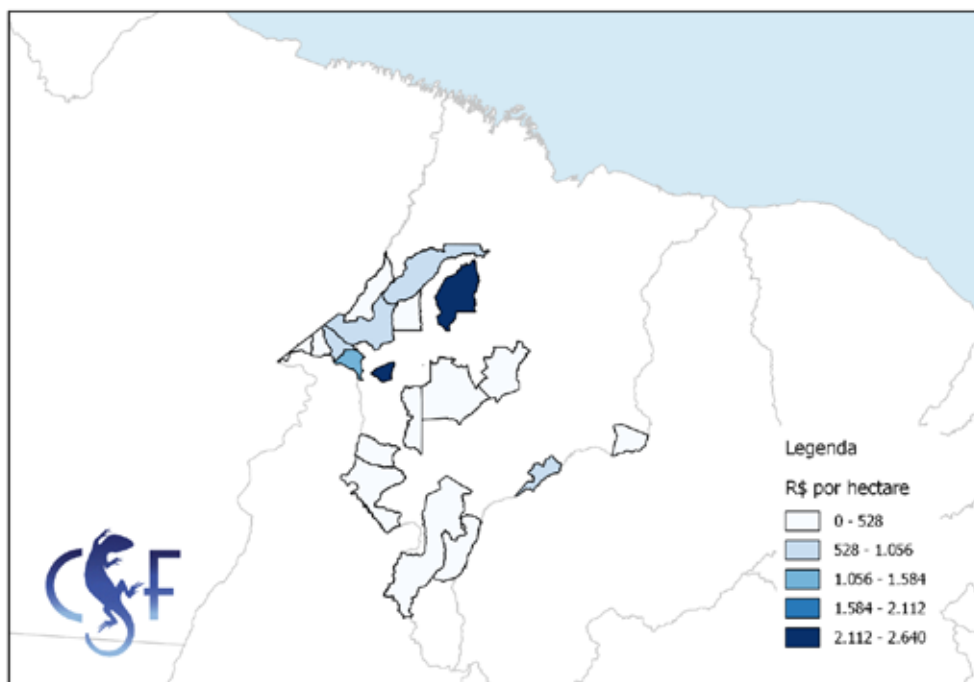 Legenda
R$ por hectare
0 - 528
528 - 1.056
1.056 - 1.584
1.584 - 2.112
2.112 - 2.640
CSF